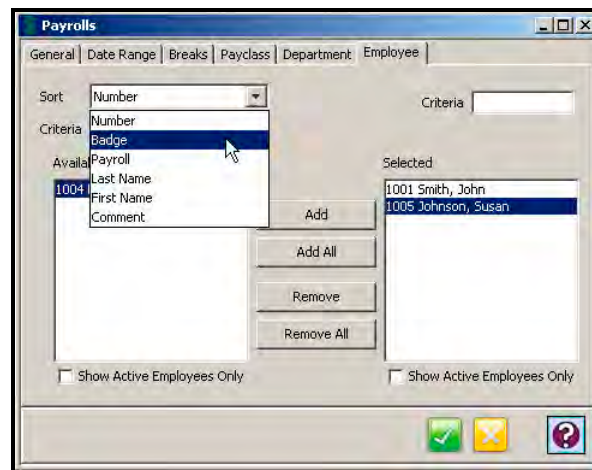 Payrolls
General Date Range Breaks Payclass Department Employee
Sort Number
Criteria
Number
Badge
Payroll
Last Name
First Name
Comment
Criteria
Selected
1004
1001 Smith, John
1005 Johnson, Susan
Add
Add All
Remove
Remove All
Show Active Employees Only
Show Active Employees Only
?